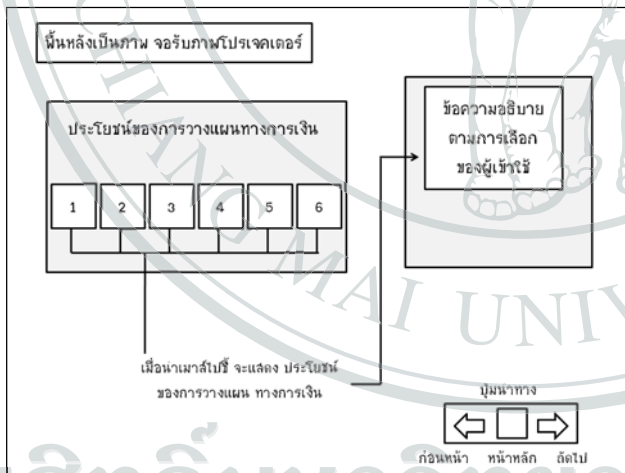 พื้นหลังเป็นภาพ จอรับภาพโปรเจคเตอร์
ประโยชน์ของการวางแผนทางการเงิน
1 2 3 4 5 6
ข้อความอธิบาย
ตามการเลือก
ของผู้เข้าใช้
เมื่อนำเมาส์ไปชี้ จะแสดง ประโยชน์
ของการวางแผน ทางการเงิน
ปุ่มนำทาง
ก่อนหน้า หน้าหลัก ถัดไป
CHIANG MAI UNI